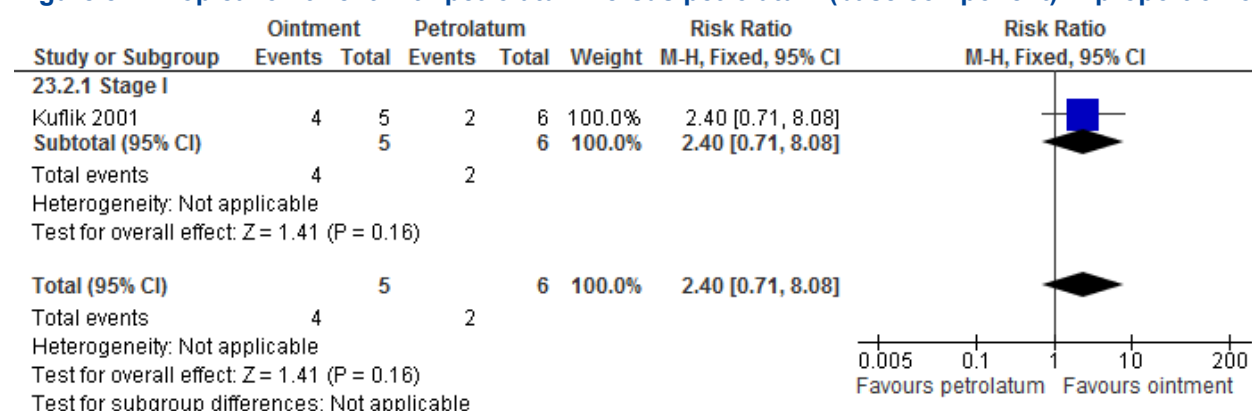 Ointment Petrolatum Risk Ratio Risk Ratio
Study or Subgroup Events Total Events Total Weight M-H, Fixed, 95% CI M-H, Fixed, 95% CI
23.2.1 Stage I
Kuflik 2001 4 5 2 6 100.0% 2.40 [0.71, 8.08]
Subtotal (95% CI) 5 6 100.0% 2.40 [0.71, 8.08]
Total events 4 2
Heterogeneity: Not applicable
Test for overall effect: Z = 1.41 (P = 0.16)
Total (95% CI) 5 6 100.0% 2.40 [0.71, 8.08]
Total events 4 2
Heterogeneity: Not applicable
Test for overall effect: Z = 1.41 (P = 0.16)
Test for subgroup differences: Not applicable
0.005 0.1 1 10 200
Favours petrolatum Favours ointment